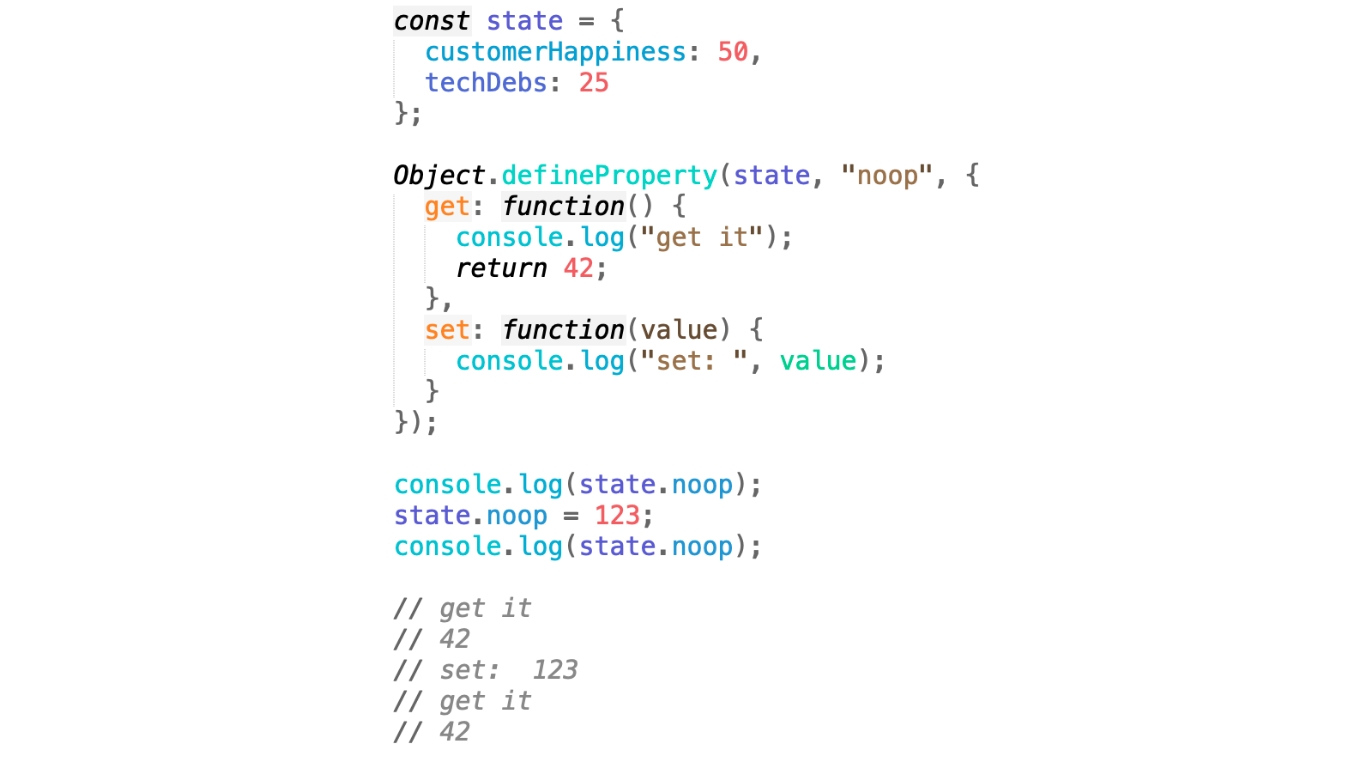 const state = {
  customerHappiness: 50,
  techDebs: 25
};

Object.defineProperty(state, "noop", {
  get: function() {
    console.log("get it");
    return 42;
  },
  set: function(value) {
    console.log("set: ", value);
  }
});

console.log(state.noop);
state.noop = 123;
console.log(state.noop);

// get it
// 42
// set:  123
// get it
// 42